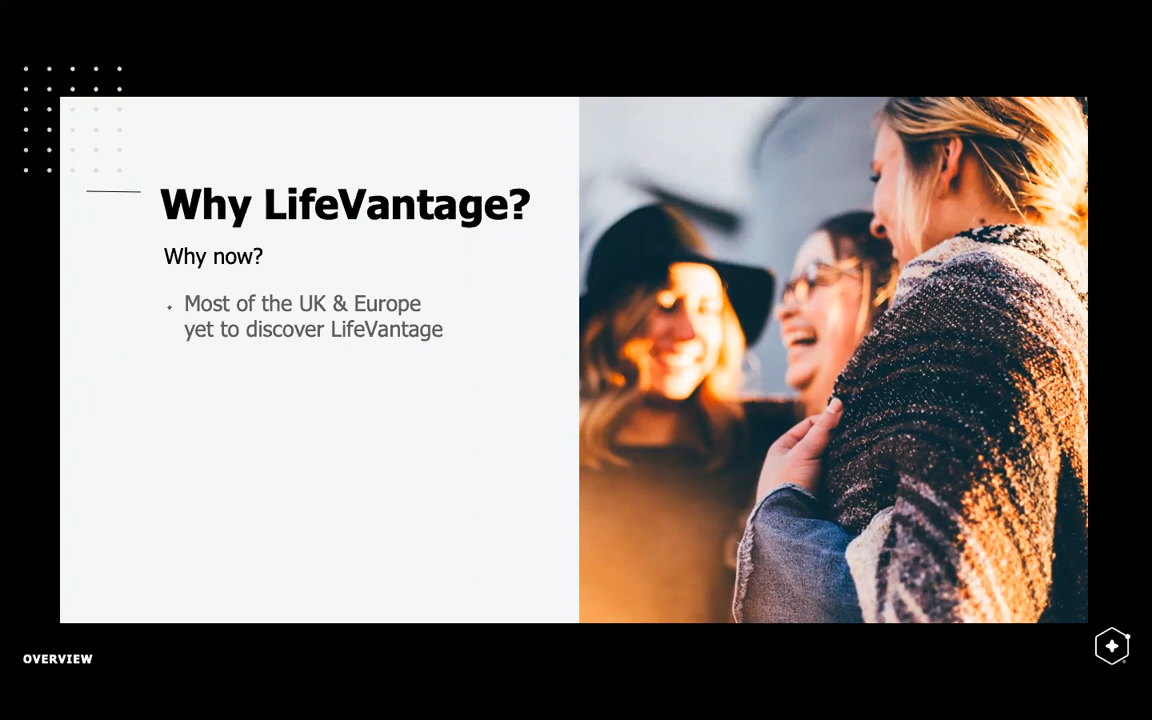 Why LifeVantage?
Why now?
Most of the UK & Europe
yet to discover LifeVantage
OVERVIEW